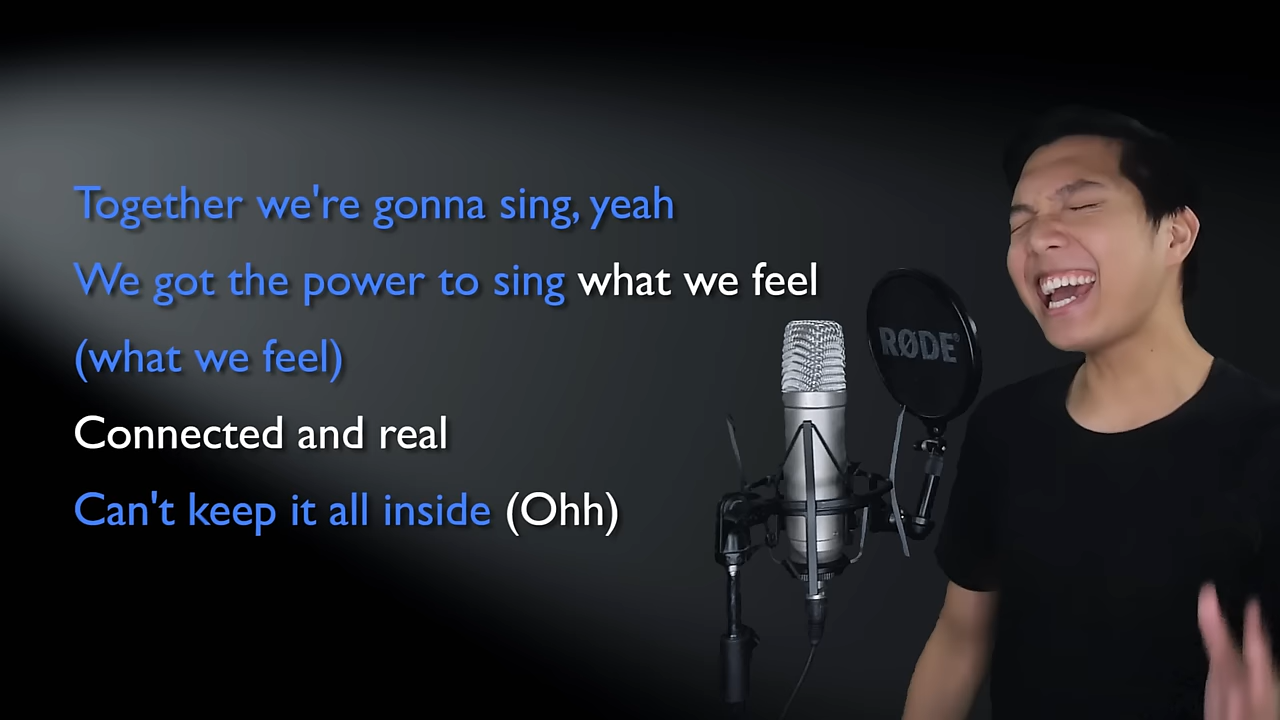 Together we're gonna sing, yeah
We got the power to sing what we feel
(what we feel)
Connected and real
Can't keep it all inside (Ohh)
RØDE®